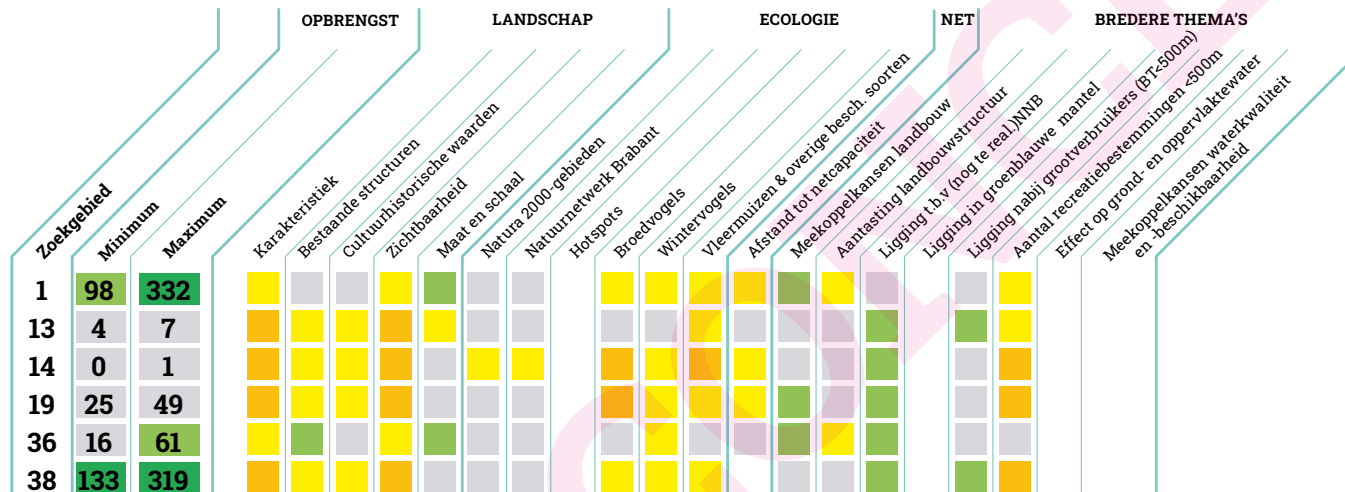 OPBRENGST LANDSCHAP ECOLOGIE NET BREDERE THEMA'S
Zoekgebied
Minimum
Maximum
Karakteristiek
Bestaande structuren
Cultuurhistorische waarden
Zichtbaarheid
Maat en schaal
Natura 2000-gebieden
Natuurnetwerk Brabant
Hotspots
Broedvogels
Wintervogels
Vleermuizen & overige besch. soorten
Afstand tot netcapaciteit
Meekoppelkansen landbouw
Aantasting landbouwstructuur
Ligging t.b.v (nog te real.)NNB
Ligging in groenblauwe mantel
Ligging nabij grootverbruikers (BT<500m)
Aantal recreatiebestemmingen <500m
Effect op grond- en oppervlaktewater
Meekoppelkansen waterkwaliteit
en -beschikbaarheid
1 98 332
13 4 7
14 0 1
19 25 49
36 16 61
38 133 319